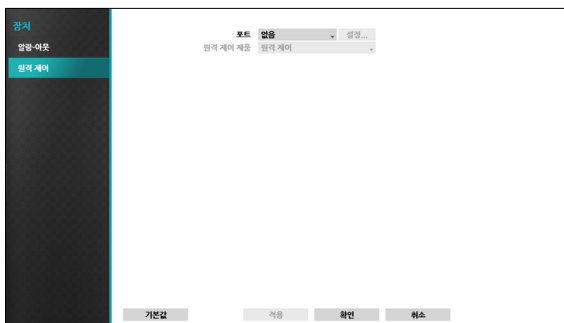 장치
알람-아웃
원격 제어
포트 없음 설정...
원격 제어 제품 원격 제어
기본값 적용 확인 취소